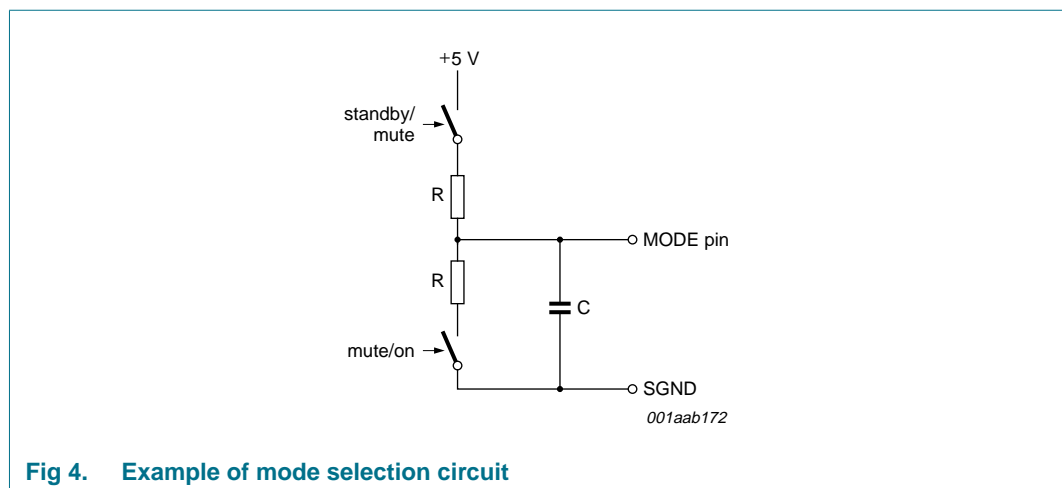 +5 V
standby/
mute
R
MODE pin
R
C
mute/on
SGND
001aab172
Fig 4. Example of mode selection circuit